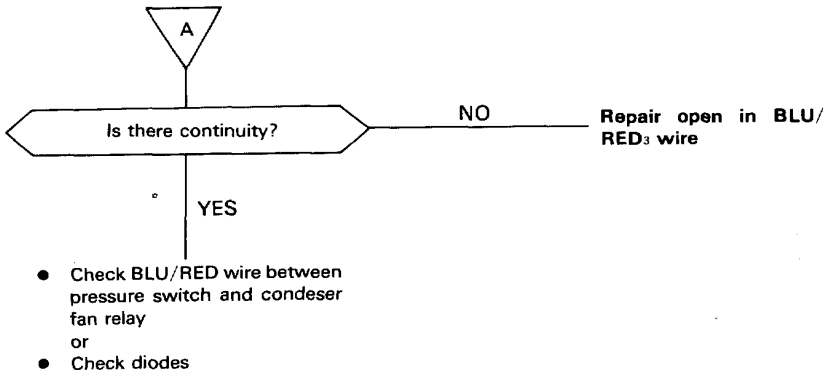 A
Is there continuity?
NO
Repair open in BLU/
RED₃ wire
YES
● Check BLU/RED wire between
pressure switch and condeser
fan relay
or
● Check diodes